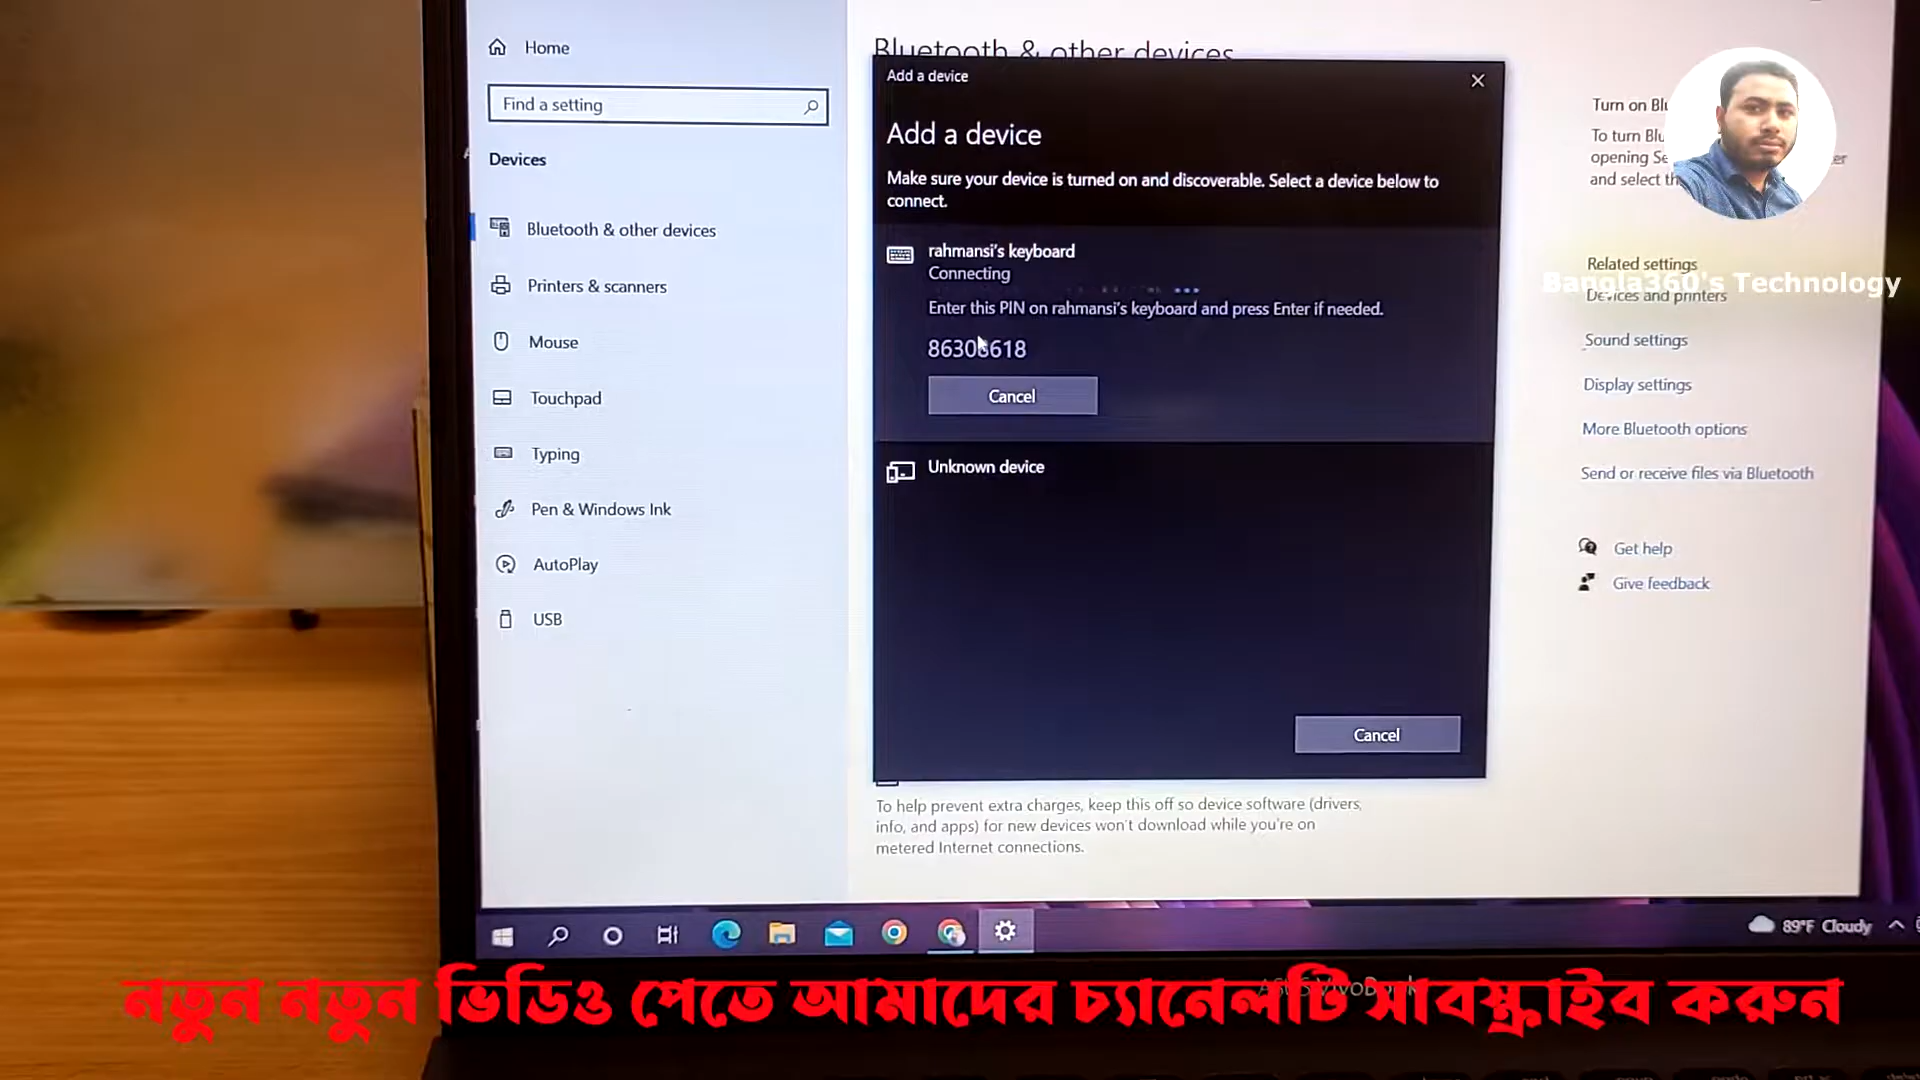 Home
Find a setting
Devices
Bluetooth & other devices
Printers & scanners
Mouse
Touchpad
Typing
Pen & Windows Ink
AutoPlay
USB
Bluetooth & other devices
Add a device
Add a device
Make sure your device is turned on and discoverable. Select a device below to
connect.
rahmansi's keyboard
Connecting
Enter this PIN on rahmansi's keyboard and press Enter if needed.
Cancel
Unknown device
Cancel
To help prevent extra charges, keep this off so device software (drivers,
info, and apps) for new devices won't download while you're on
metered Internet connections.
Turn on
To turn
opening
and select
Related settings
Bangla360's Technology
Devices and printers
Sound settings
Display settings
More Bluetooth options
Send or receive files via Bluetooth
Get help
Give feedback
89°F Cloudy
নতুন নতুন ভিডিও পেতে আমাদের চ্যানেলটি সাবস্ক্রাইব করুন